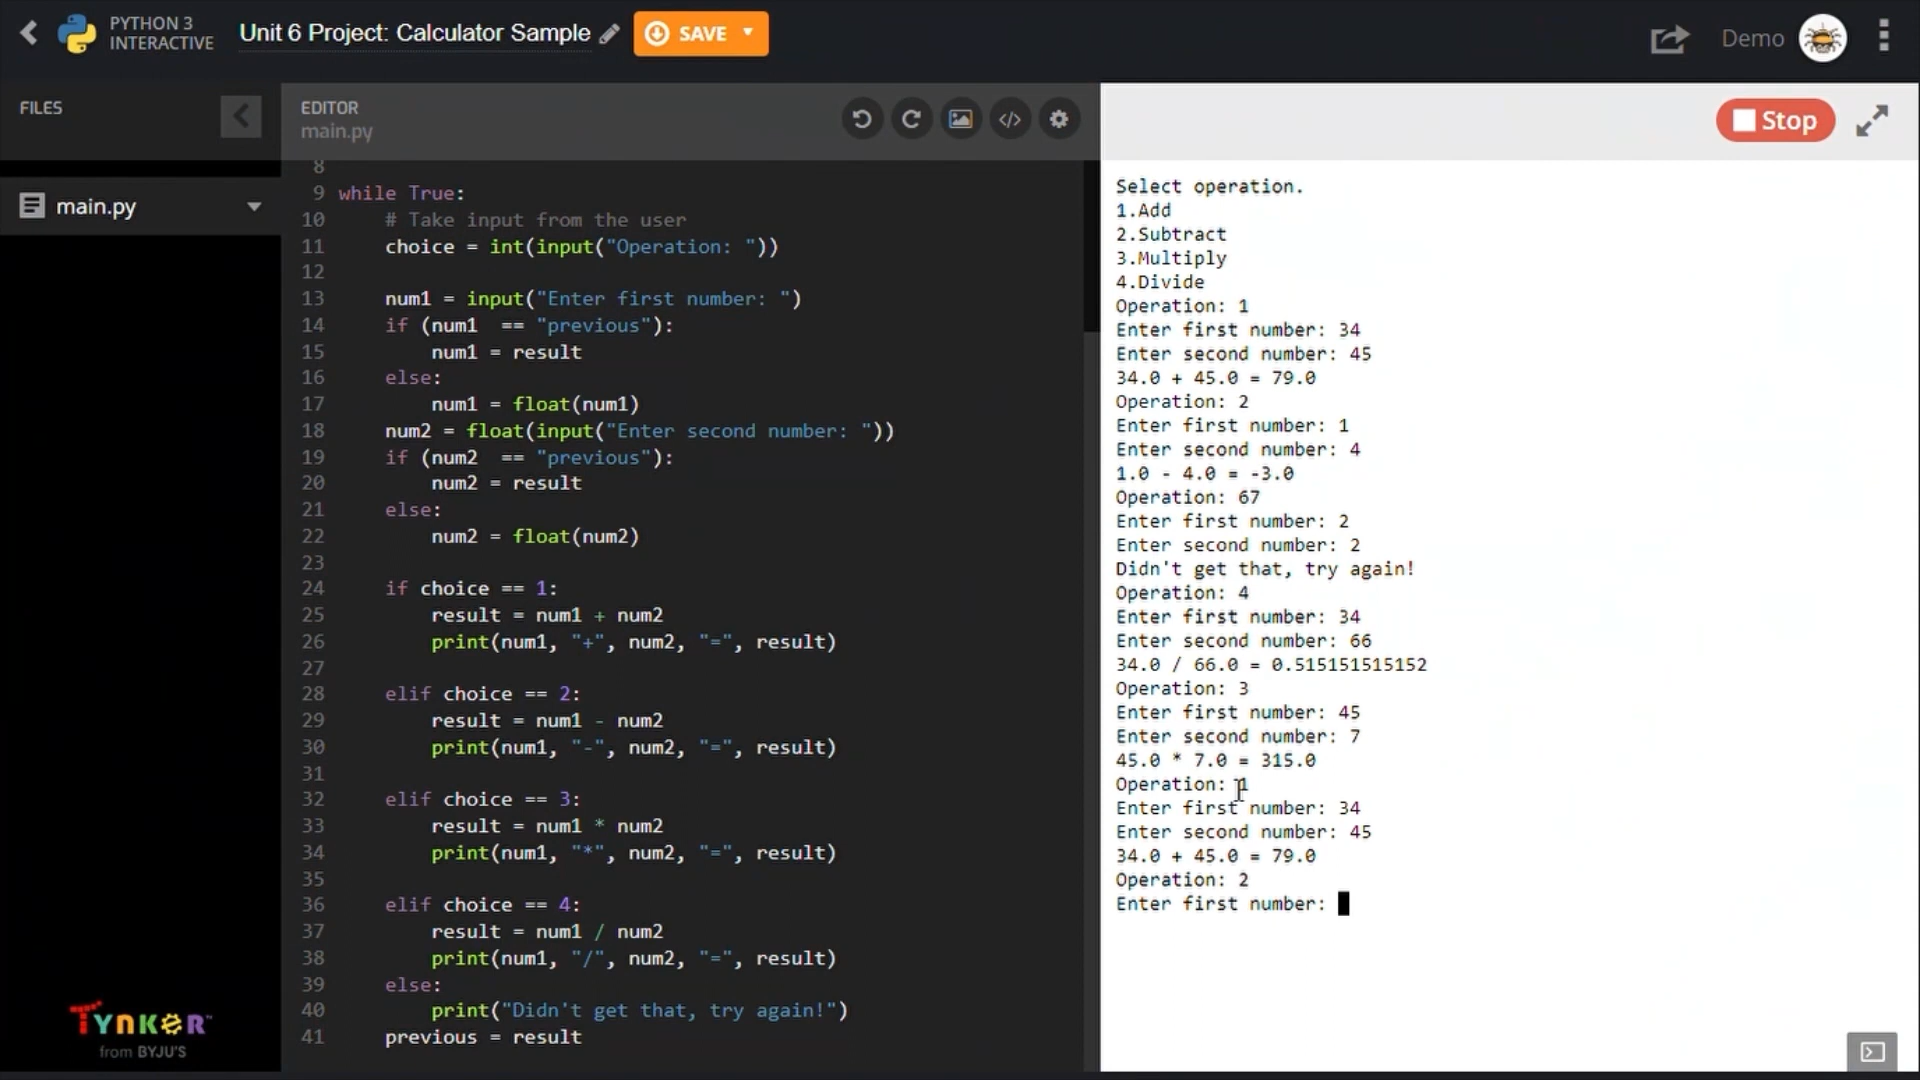 PYTHON 3
INTERACTIVE
Unit 6 Project: Calculator Sample
SAVE
Demo
FILES
main.py
EDITOR
main.py
8
9 while True:
10     # Take input from the user
11     choice = int(input("Operation: "))
12
13     num1 = input("Enter first number: ")
14     if (num1  == "previous"):
15         num1 = result
16     else:
17         num1 = float(num1)
18     num2 = float(input("Enter second number: "))
19     if (num2  == "previous"):
20         num2 = result
21     else:
22         num2 = float(num2)
23
24     if choice == 1:
25         result = num1 + num2
26         print(num1, "+", num2, "=", result)
27
28     elif choice == 2:
29         result = num1 - num2
30         print(num1, "-", num2, "=", result)
31
32     elif choice == 3:
33         result = num1 * num2
34         print(num1, "*", num2, "=", result)
35
36     elif choice == 4:
37         result = num1 / num2
38         print(num1, "/", num2, "=", result)
39     else:
40         print("Didn't get that, try again!")
41     previous = result
Stop
Select operation.
1.Add
2.Subtract
3.Multiply
4.Divide
Operation: 1
Enter first number: 34
Enter second number: 45
34.0 + 45.0 = 79.0
Operation: 2
Enter first number: 1
Enter second number: 4
1.0 - 4.0 = -3.0
Operation: 67
Enter first number: 2
Enter second number: 2
Didn't get that, try again!
Operation: 4
Enter first number: 34
Enter second number: 66
34.0 / 66.0 = 0.515151515152
Operation: 3
Enter first number: 45
Enter second number: 7
45.0 * 7.0 = 315.0
Operation: 1
Enter first number: 34
Enter second number: 45
34.0 + 45.0 = 79.0
Operation: 2
Enter first number:
TYNKER
from BYJU'S